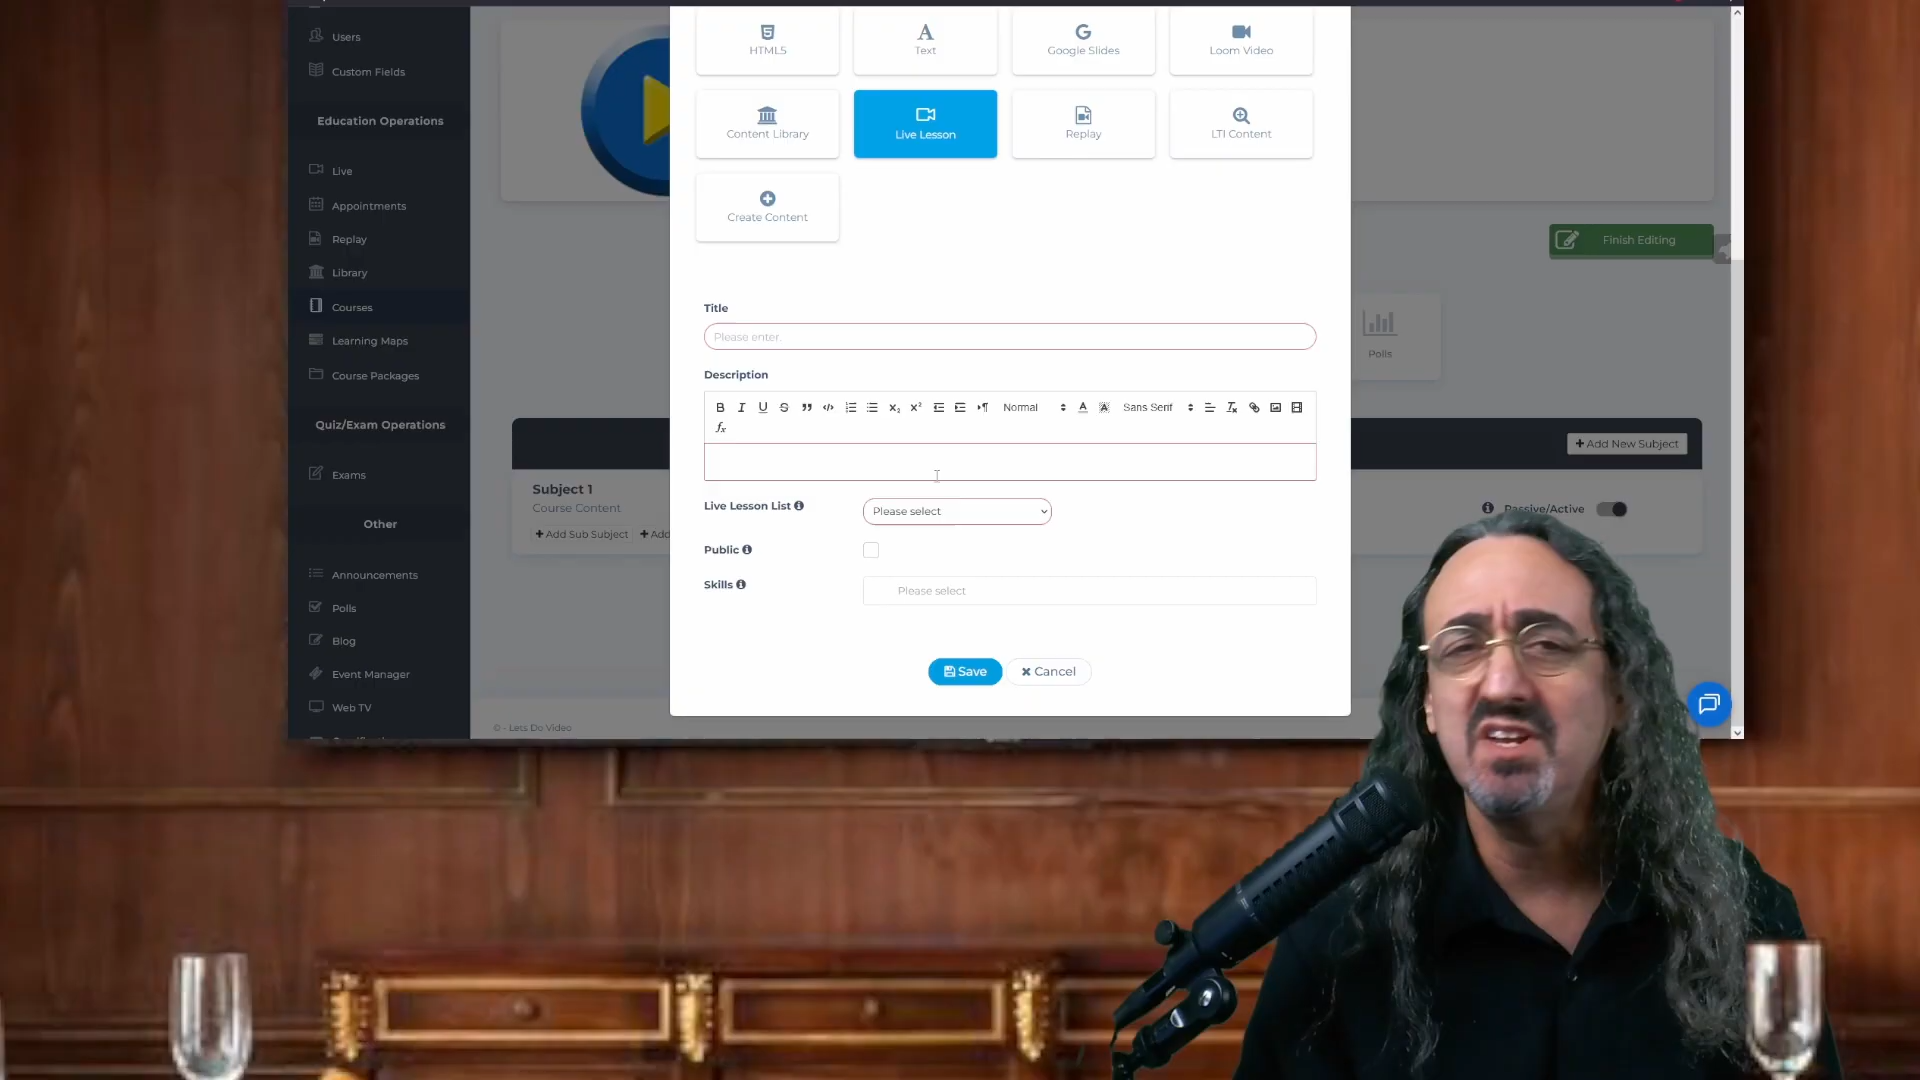 Users
Custom Fields
Education Operations
Live
Appointments
Replay
Library
Courses
Learning Maps
Course Packages
Quiz/Exam Operations
Exams
Other
Announcements
Polls
Blog
Event Manager
Web TV
HTML5
Text
Google Slides
Loom Video
Content Library
Live Lesson
Replay
LTI Content
Create Content
Title
Please enter.
Description
Normal
Sans Serif
Live Lesson List
Please select
Public
Skills
Please select
Save
Cancel
Finish Editing
Polls
Add New Subject
Subject 1
Course Content
Add Sub Subject
Add
Passive/Active
© - Lets Do Video